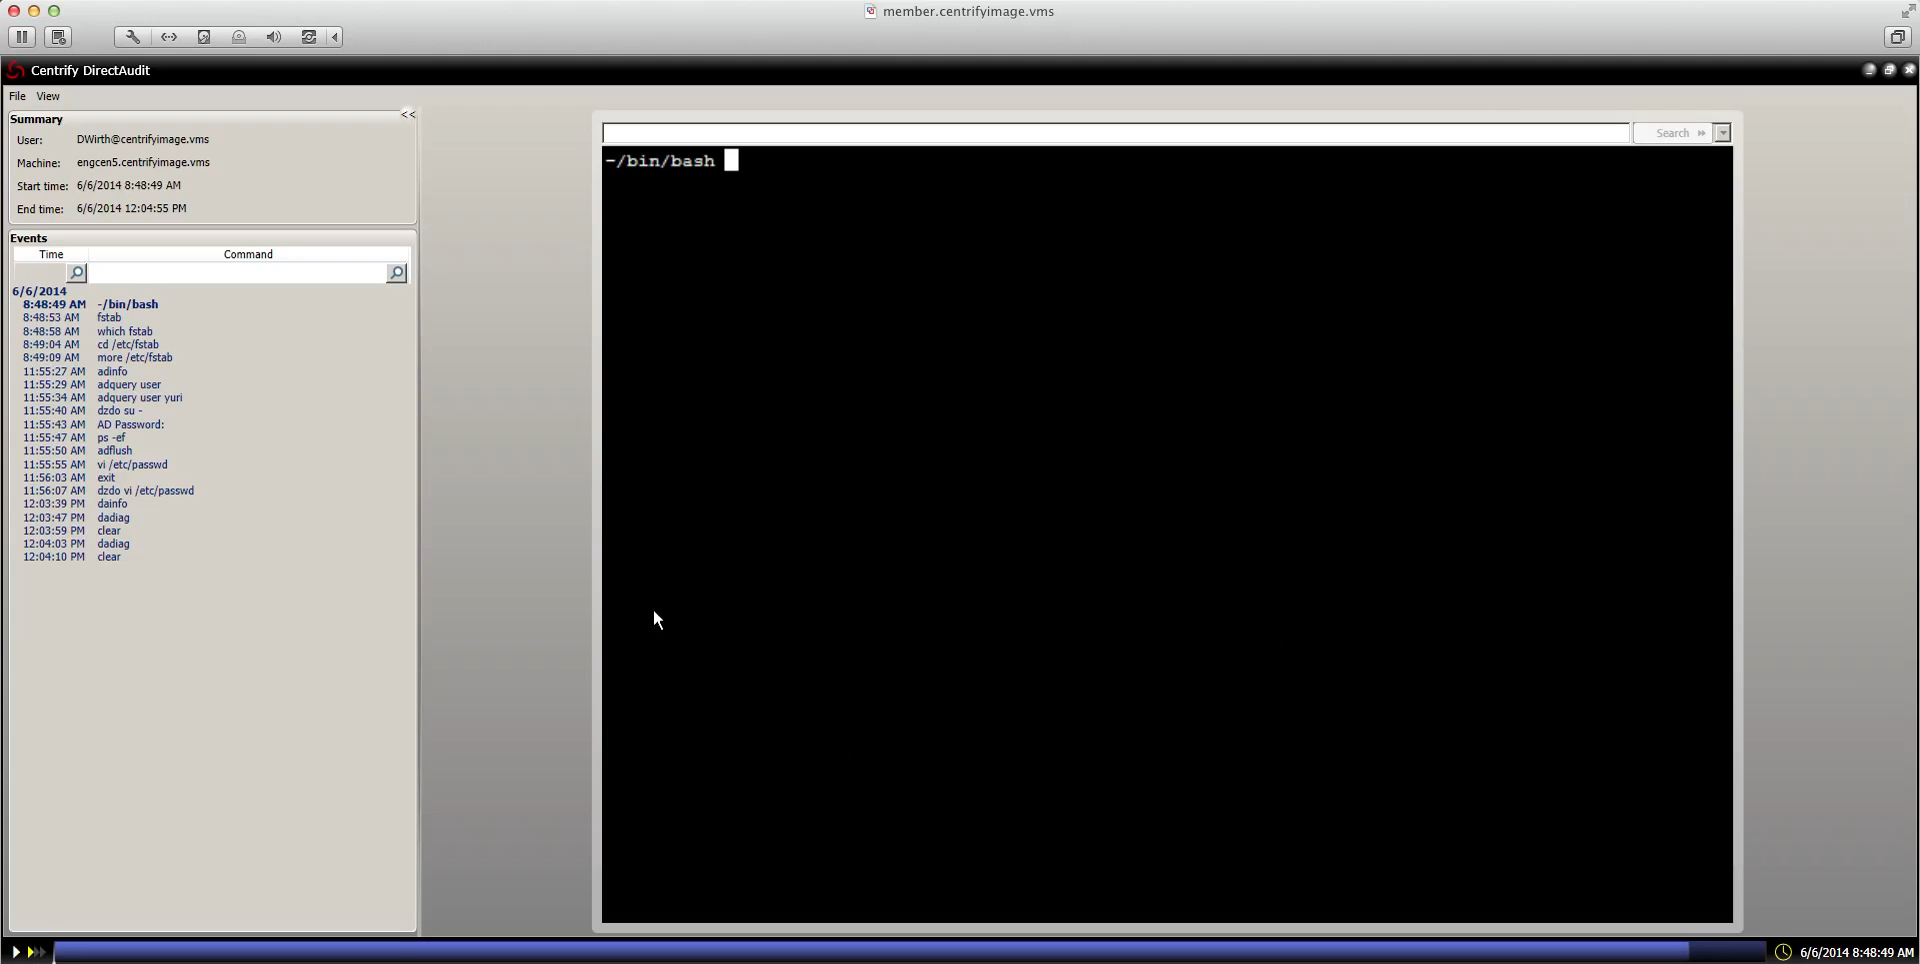 member.centrifyimage.vms
Centrify DirectAudit
File View
Summary <<
User: DWirth@centrifyimage.vms
Machine: engcen5.centrifyimage.vms
Start time: 6/6/2014 8:48:49 AM
End time: 6/6/2014 12:04:55 PM
Events
Time Command
6/6/2014
8:48:49 AM -/bin/bash
8:48:53 AM fstab
8:48:58 AM which fstab
8:49:04 AM cd /etc/fstab
8:49:09 AM more /etc/fstab
11:55:27 AM adinfo
11:55:29 AM adquery user
11:55:34 AM adquery user yuri
11:55:40 AM dzdo su -
11:55:43 AM AD Password:
11:55:47 AM ps -ef
11:55:50 AM adflush
11:55:55 AM vi /etc/passwd
11:56:03 AM exit
11:56:07 AM dzdo vi /etc/passwd
12:03:39 PM dainfo
12:03:47 PM dadiag
12:03:59 PM clear
12:04:03 PM dadiag
12:04:10 PM clear
Search
-/bin/bash
6/6/2014 8:48:49 AM